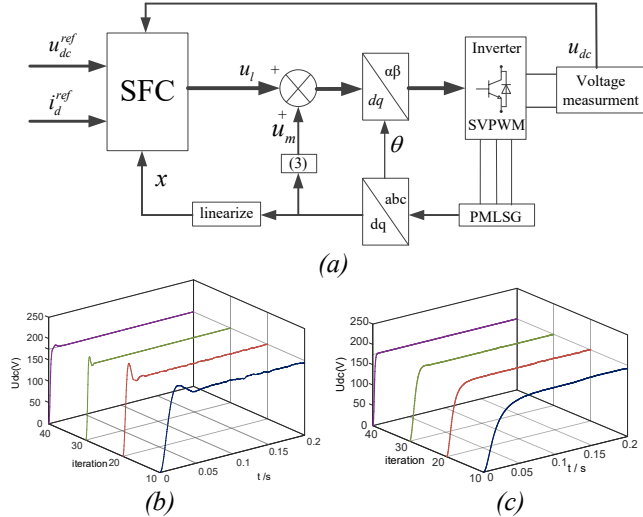 u_dc^ref
i_d^ref
SFC
x
u_l
+
+
u_m
(3)
linearize
αβ
dq
θ
abc
dq
Inverter
SVPWM
PMLSG
u_dc
Voltage
measurment
(a)
250
200
150
100
50
0
Udc(V)
40
30
20
10
iteration
0
0.05
0.1
0.15
0.2
t /s
(b)
250
200
150
100
50
0
Udc(V)
40
30
20
10
iteration
0
0.05
0.1
0.15
0.2
t /s
(c)